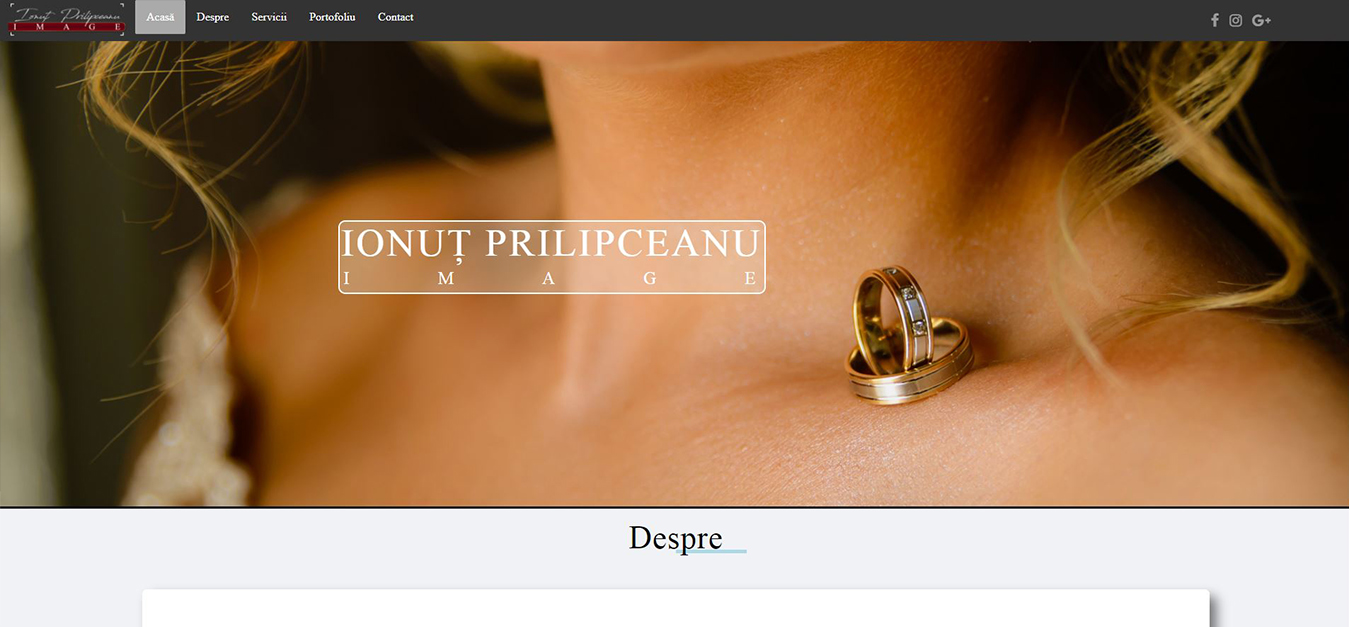 Ionuț Prilipceanu
I M A G E
Acasă Despre Servicii Portofoliu Contact
IONUȚ PRILIPCEANU
I M A G E
Despre